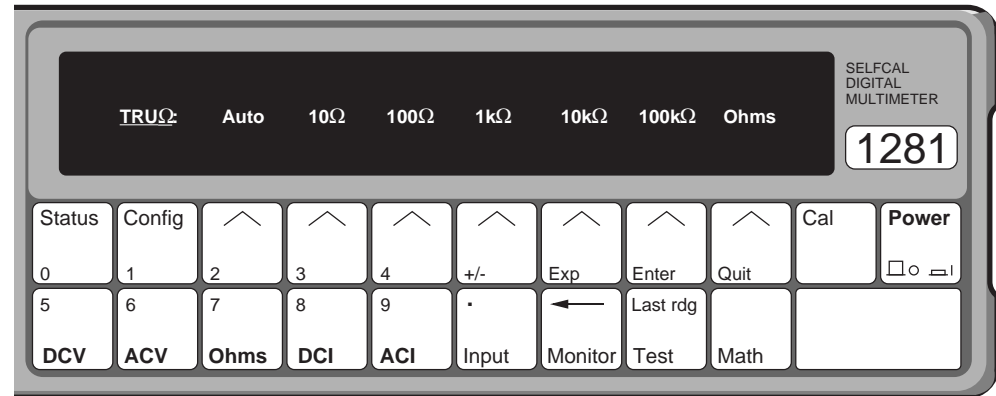 SELFCAL
DIGITAL
MULTIMETER
1281
TRUΩ: Auto 10Ω 100Ω 1kΩ 10kΩ 100kΩ Ohms
Status Config Cal Power
0 1 2 3 4 +/- Exp Enter Quit
5 6 7 8 9 . Last rdg
DCV ACV Ohms DCI ACI Input Monitor Test Math